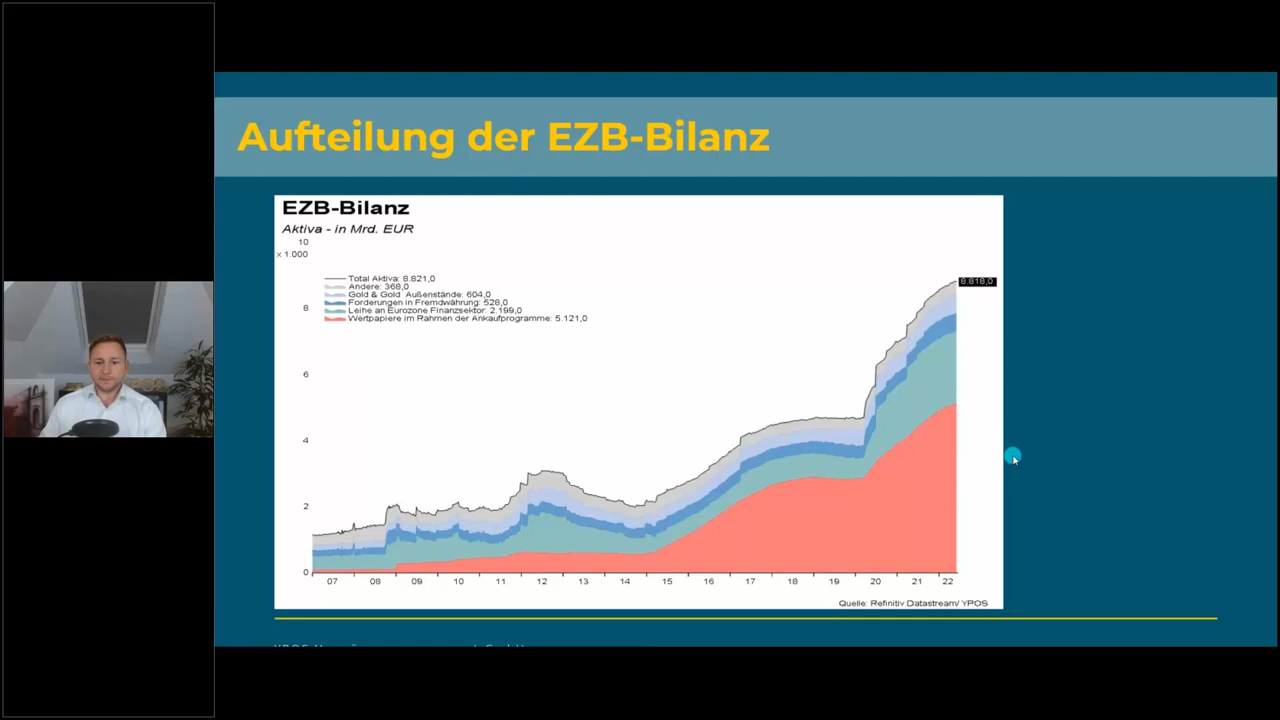 Aufteilung der EZB-Bilanz
EZB-Bilanz
Aktiva - in Mrd. EUR
10
x 1.000
Total Aktiva: 8.821,0
Andere: 368,0
Gold & Gold Außenstände: 604,0
Forderungen in Fremdwährung: 528,0
Leihe an Eurozone Finanzsektor: 2.199,0
Wertpapiere im Rahmen der Ankaufprogramme: 5.121,0
8.818,0
8
6
4
2
0
07 08 09 10 11 12 13 14 15 16 17 18 19 20 21 22
Quelle: Refinitiv Datastream/ YPOS